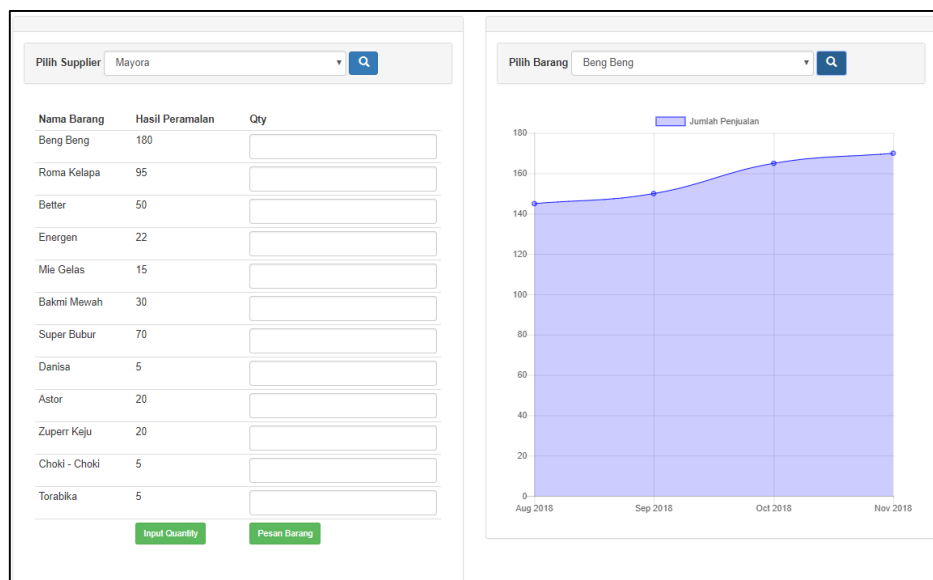 Pilih Supplier Mayora
Nama Barang Hasil Peramalan Qty
Beng Beng 180
Roma Kelapa 95
Better 50
Energen 22
Mie Gelas 15
Bakmi Mewah 30
Super Bubur 70
Danisa 5
Astor 20
Zuperr Keju 20
Choki - Choki 5
Torabika 5
Input Quantity Pesan Barang
Pilih Barang Beng Beng
Jumlah Penjualan
180
160
140
120
100
80
60
40
20
0
Aug 2018 Sep 2018 Oct 2018 Nov 2018